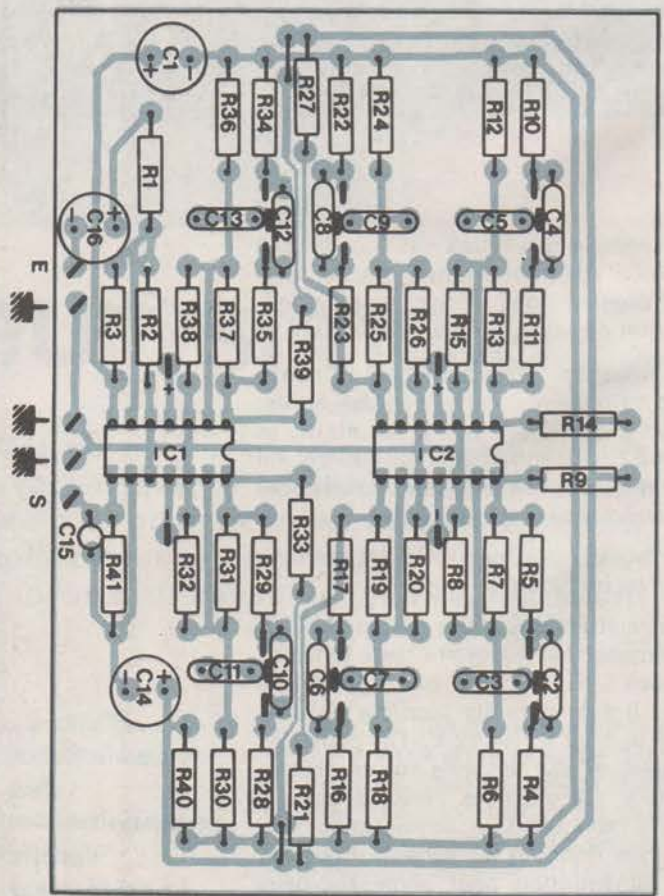 C1
+ -
R36
R34
R27
R22
R24
R12
R10
R1
- +
C16
C13
C12
C8
C9
C5
C4
E
R3
R2
R38
R37
R35
R39
R23
R25
R26
R15
R13
R11
+
+
IC1
IC2
R14
R9
S
C15
-
-
R41
R32
R31
R29
R33
R17
R19
R20
R8
R7
R5
C14
- +
C11
C10
C6
C7
C3
C2
R40
R30
R28
R21
R16
R18
R6
R4